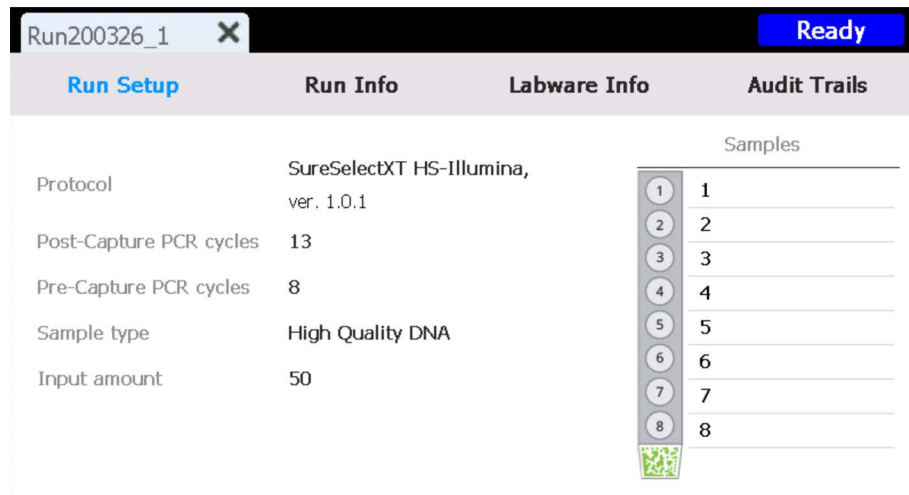 Run200326_1
Ready
Run Setup Run Info Labware Info Audit Trails
Samples
Protocol SureSelectXT HS-Illumina,
ver. 1.0.1
Post-Capture PCR cycles 13
Pre-Capture PCR cycles 8
Sample type High Quality DNA
Input amount 50
1 1
2 2
3 3
4 4
5 5
6 6
7 7
8 8